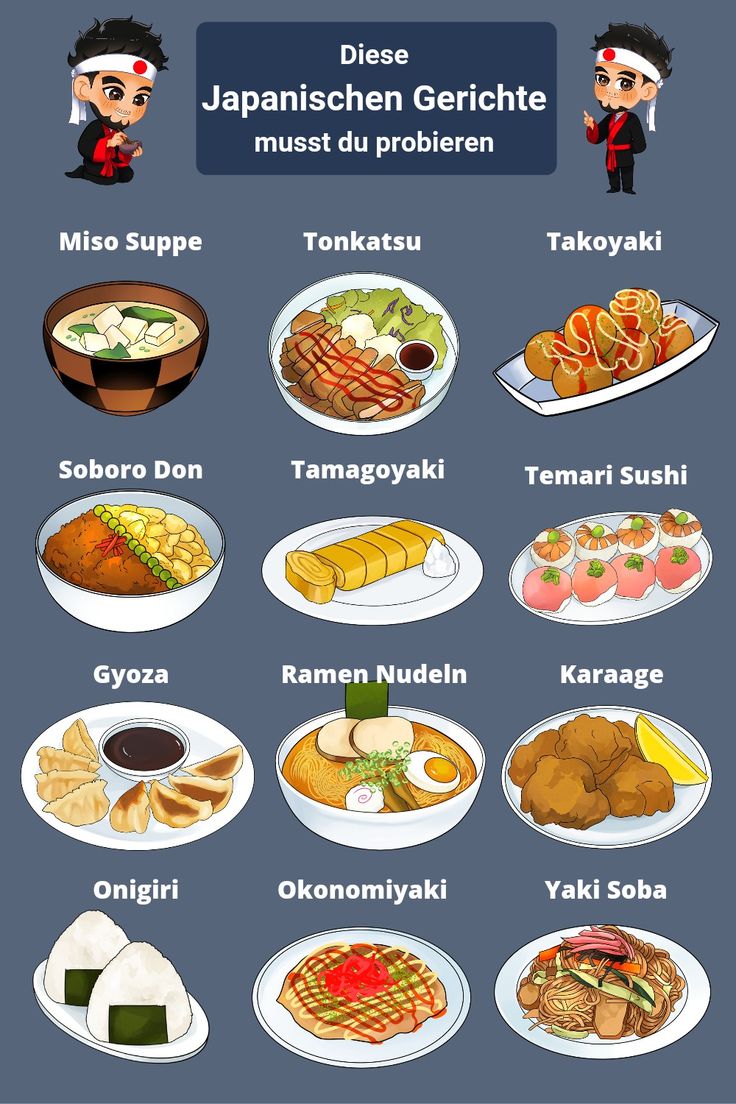 Diese
Japanischen Gerichte
musst du probieren
Miso Suppe
Tonkatsu
Takoyaki
Soboro Don
Tamagoyaki
Temari Sushi
Gyoza
Ramen Nudeln
Karaage
Onigiri
Okonomiyaki
Yaki Soba